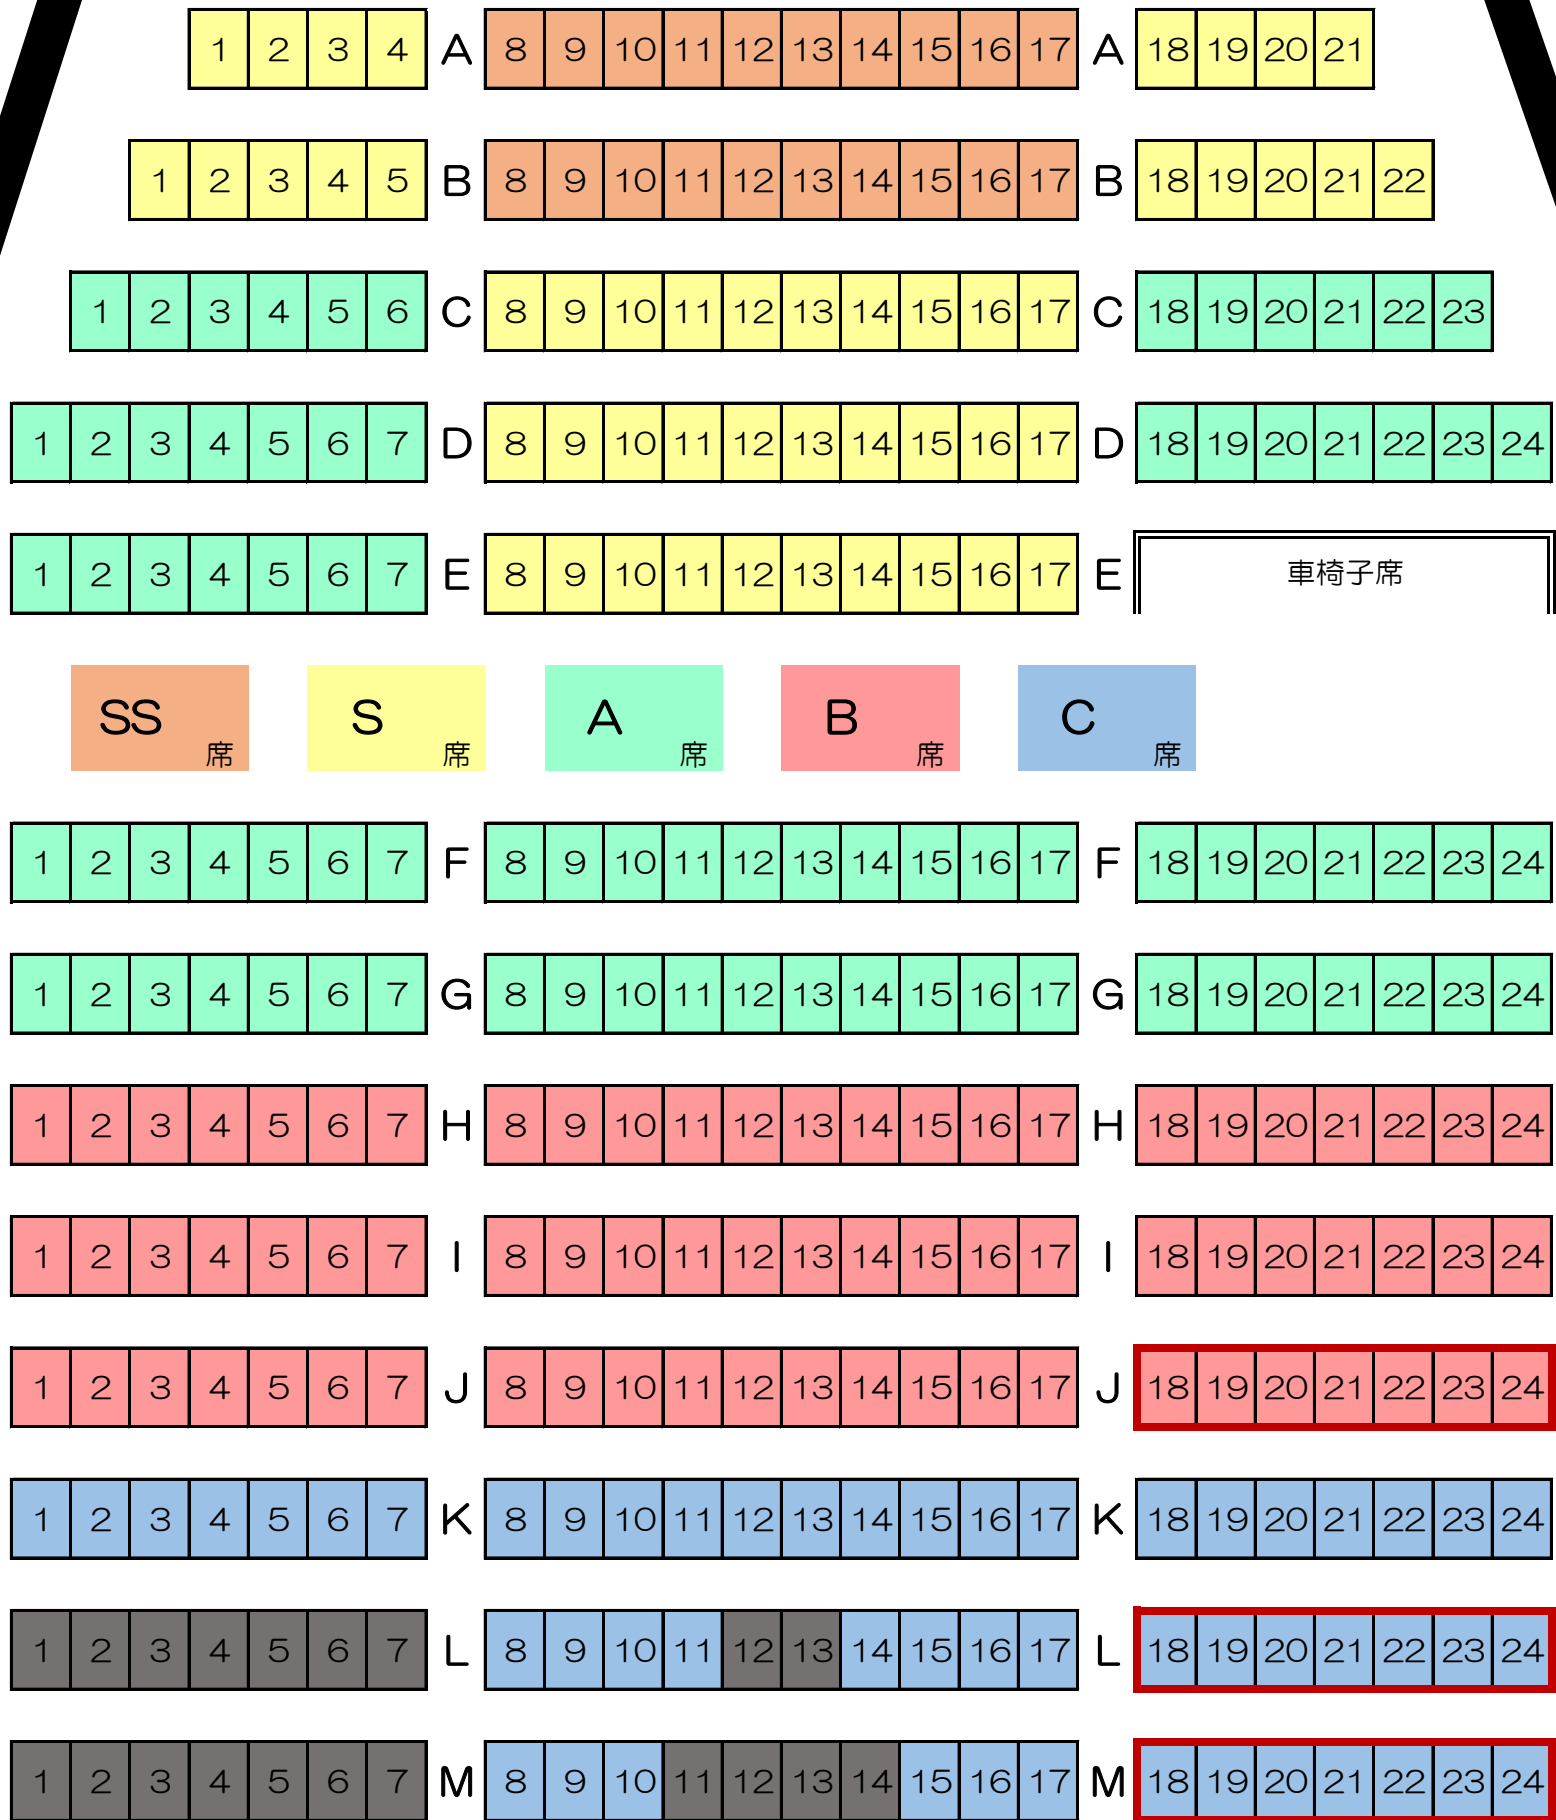 1 2 3 4 A 8 9 10 11 12 13 14 15 16 17 A 18 19 20 21
1 2 3 4 5 B 8 9 10 11 12 13 14 15 16 17 B 18 19 20 21 22
1 2 3 4 5 6 C 8 9 10 11 12 13 14 15 16 17 C 18 19 20 21 22 23
1 2 3 4 5 6 7 D 8 9 10 11 12 13 14 15 16 17 D 18 19 20 21 22 23 24
1 2 3 4 5 6 7 E 8 9 10 11 12 13 14 15 16 17 E 車椅子席
SS席 S席 A席 B席 C席
1 2 3 4 5 6 7 F 8 9 10 11 12 13 14 15 16 17 F 18 19 20 21 22 23 24
1 2 3 4 5 6 7 G 8 9 10 11 12 13 14 15 16 17 G 18 19 20 21 22 23 24
1 2 3 4 5 6 7 H 8 9 10 11 12 13 14 15 16 17 H 18 19 20 21 22 23 24
1 2 3 4 5 6 7 I 8 9 10 11 12 13 14 15 16 17 I 18 19 20 21 22 23 24
1 2 3 4 5 6 7 J 8 9 10 11 12 13 14 15 16 17 J 18 19 20 21 22 23 24
1 2 3 4 5 6 7 K 8 9 10 11 12 13 14 15 16 17 K 18 19 20 21 22 23 24
1 2 3 4 5 6 7 L 8 9 10 11 12 13 14 15 16 17 L 18 19 20 21 22 23 24
1 2 3 4 5 6 7 M 8 9 10 11 12 13 14 15 16 17 M 18 19 20 21 22 23 24